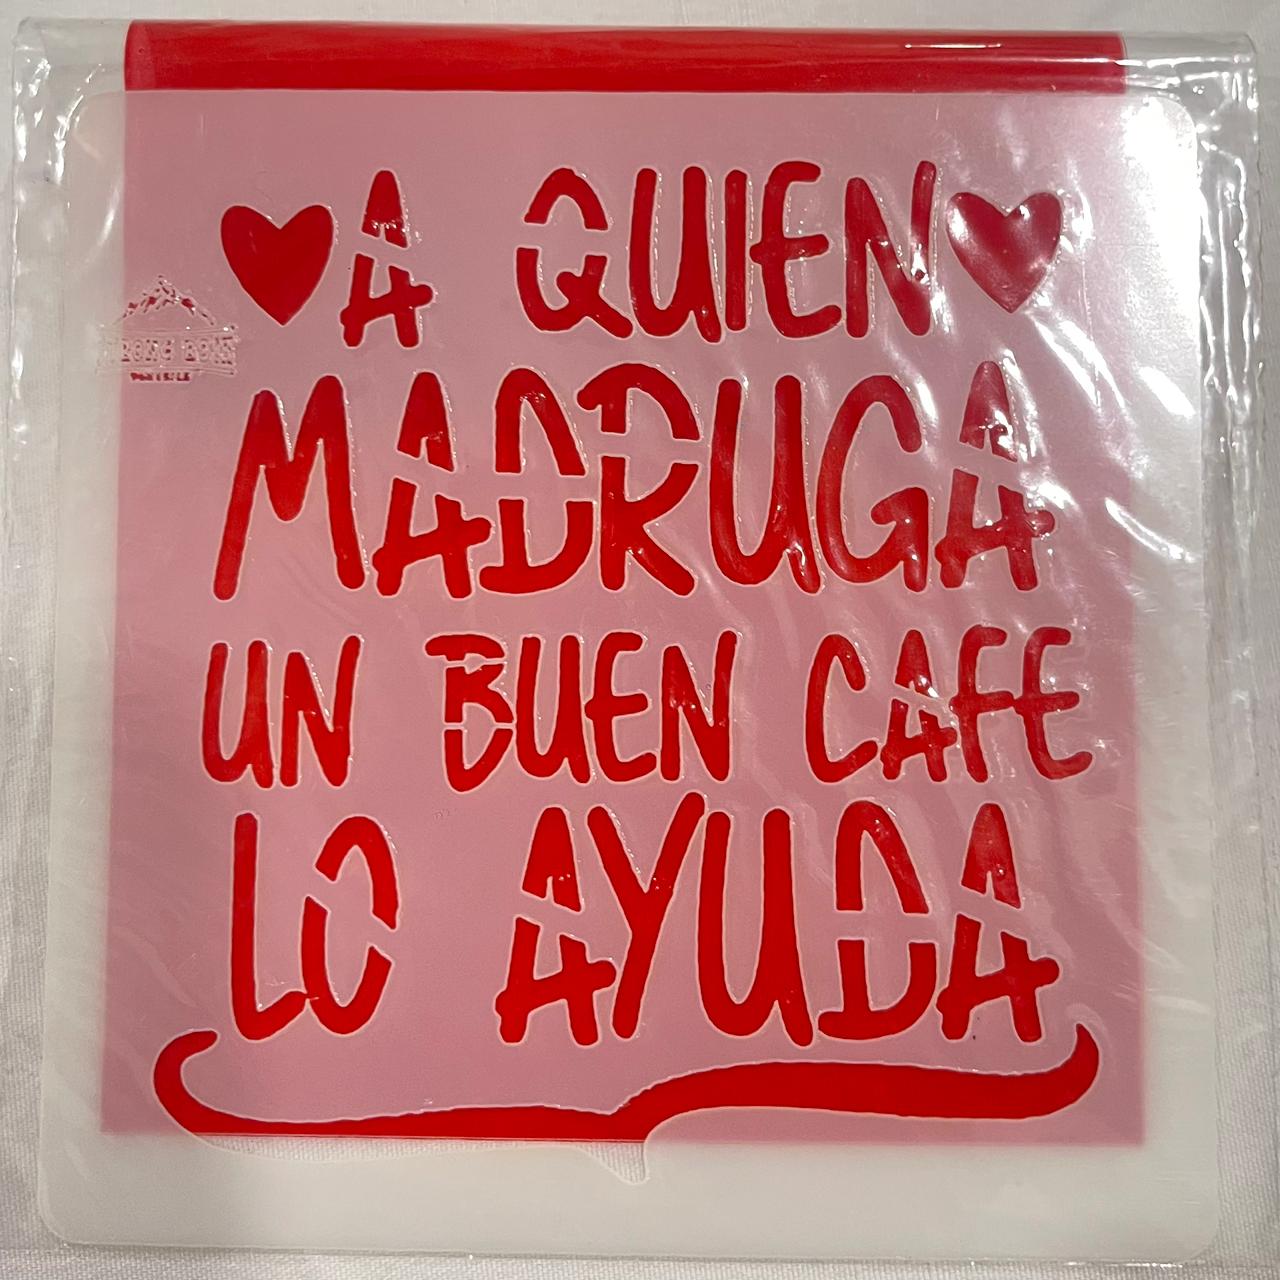 A QUIEN
MADRUGA
UN BUEN CAFE
LO AYUDA